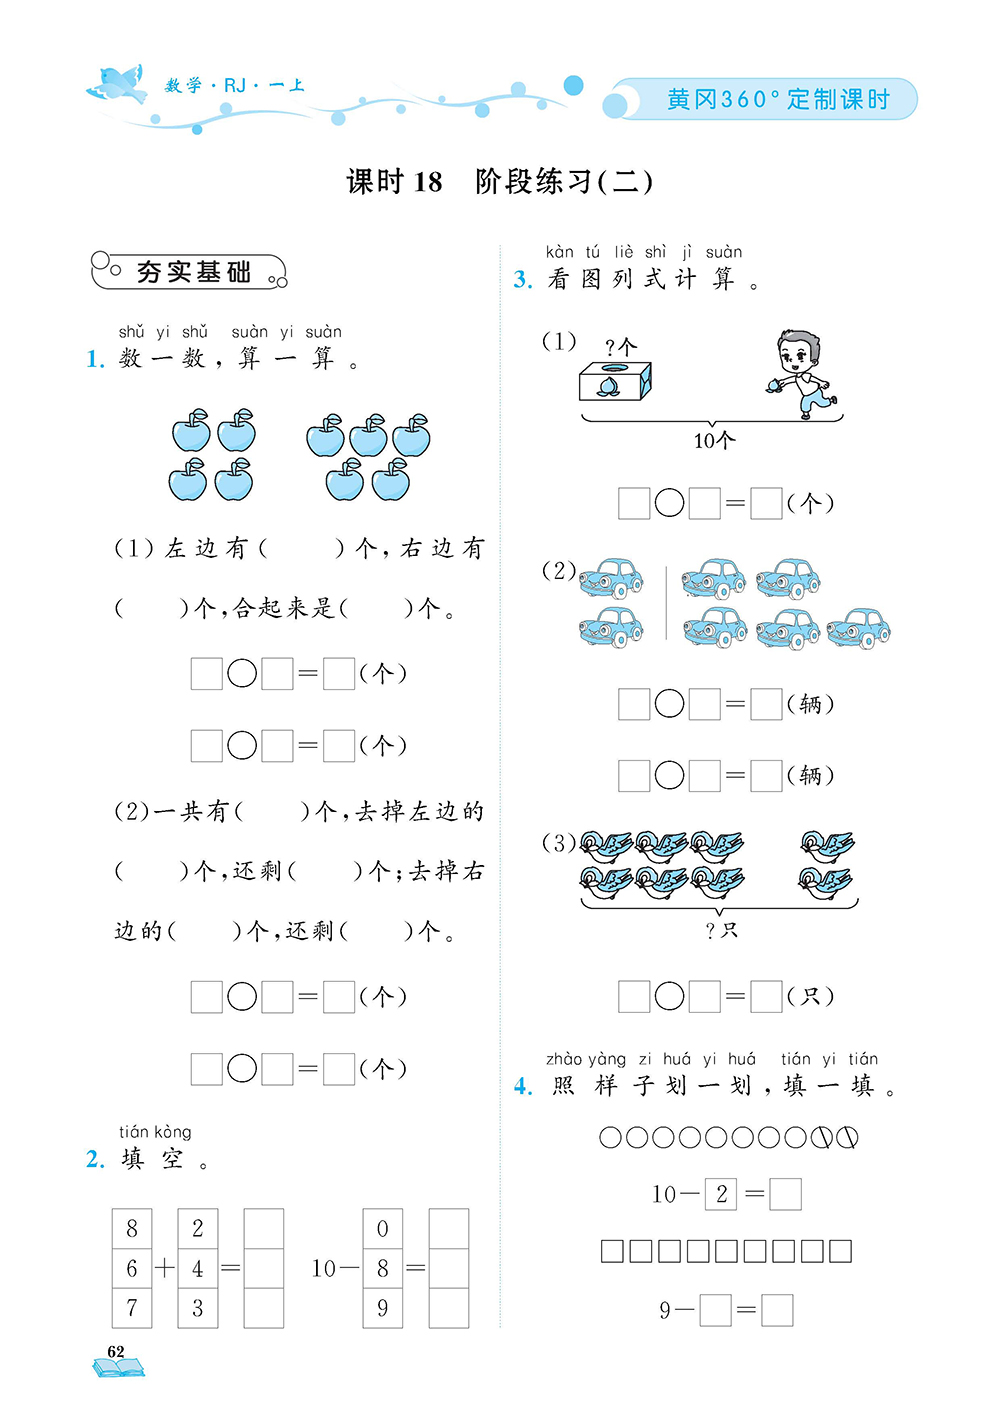 数学·RJ·一上
黄冈360°定制课时
课时18 阶段练习(二)
夯实基础
shǔ yi shǔ suàn yi suàn
1. 数一数,算一算。
(1)左边有( )个,右边有
( )个,合起来是( )个。
□○□=□(个)
□○□=□(个)
(2)一共有( )个,去掉左边的
( )个,还剩( )个;去掉右
边的( )个,还剩( )个。
□○□=□(个)
□○□=□(个)
tián kòng
2. 填空。
8 2
6 + 4 =
7 3
0
10- 8 =
9
kàn tú liè shì jì suàn
3. 看图列式计算。
(1)
?个
10个
□○□=□(个)
(2)
□○□=□(辆)
□○□=□(辆)
(3)
?只
□○□=□(只)
zhào yàng zi huá yi huá tián yi tián
4. 照样子划一划,填一填。
10-2=□
9-□=□
62